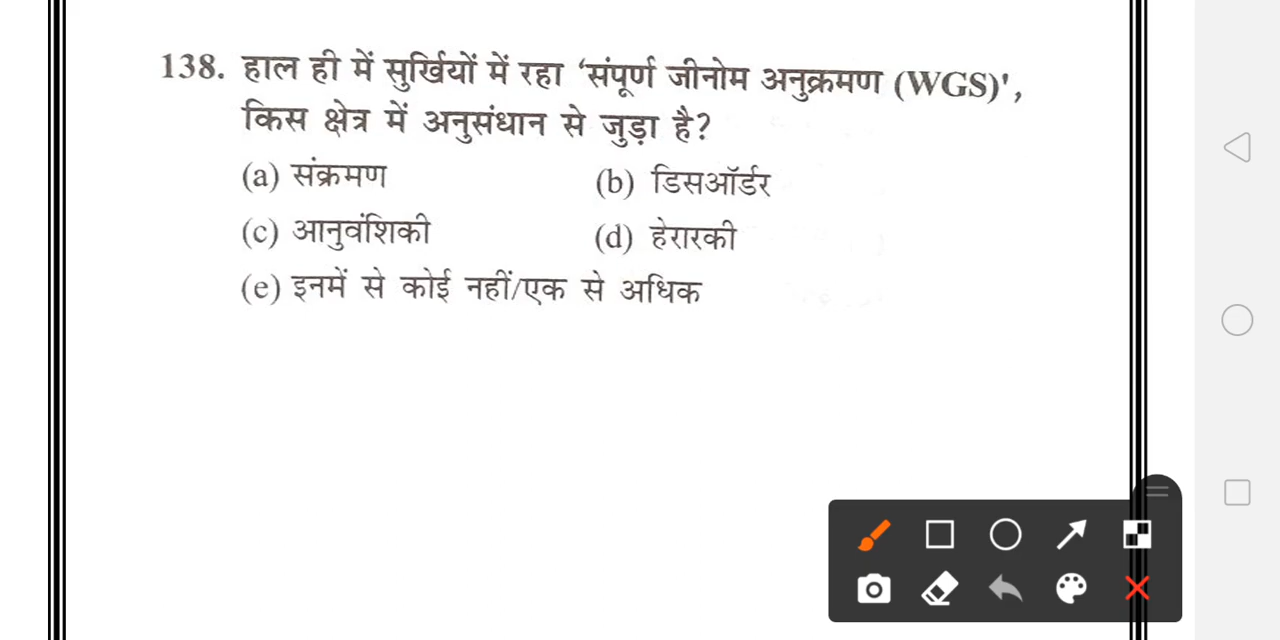 138. हाल ही में सुर्खियों में रहा ‘संपूर्ण जीनोम अनुक्रमण (WGS)',
किस क्षेत्र में अनुसंधान से जुड़ा है?
(a) संक्रमण (b) डिसऑर्डर
(c) आनुवंशिकी (d) हेरारकी
(e) इनमें से कोई नहीं/एक से अधिक